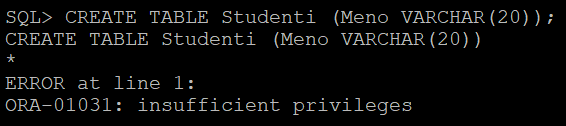 SQL> CREATE TABLE Studenti (Meno VARCHAR(20));
CREATE TABLE Studenti (Meno VARCHAR(20))
*
ERROR at line 1:
ORA-01031: insufficient privileges